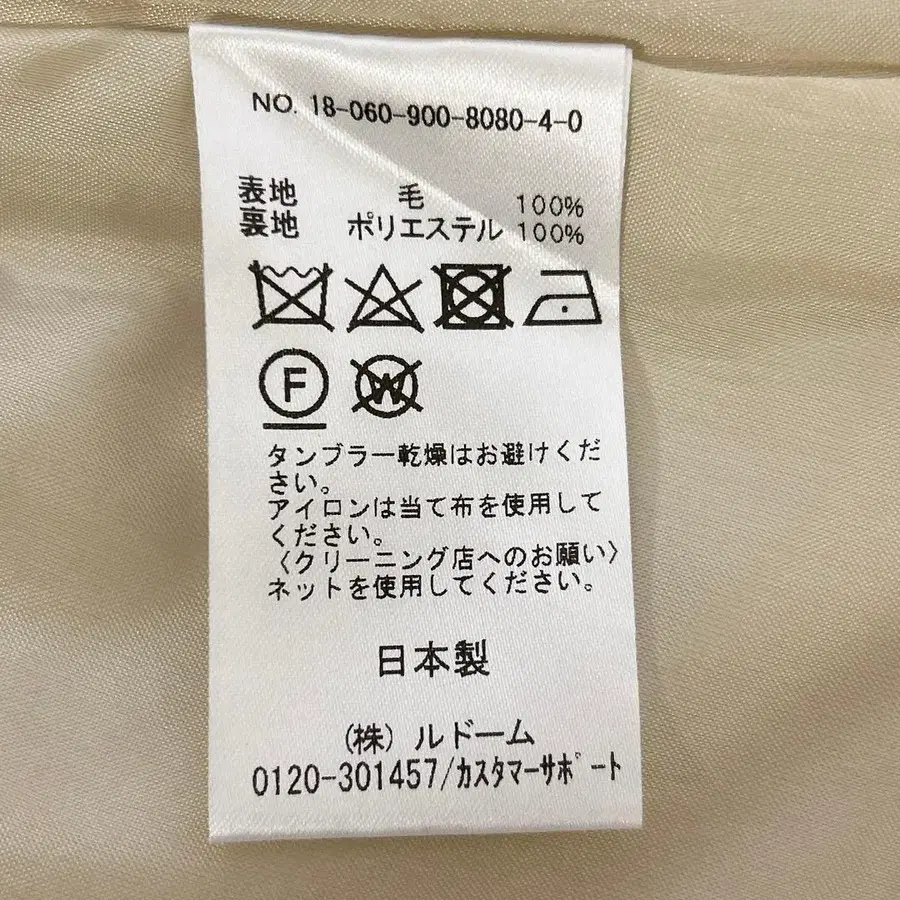 NO. 18-060-900-8080-4-0
表地 毛 100%
裏地 ポリエステル 100%
F
W
タンブラー乾燥はお避けくだ
さい。
アイロンは当て布を使用して
ください。
〈クリーニング店へのお願い〉
ネットを使用してください。
日本製
(株) ルドーム
0120-301457/カスタマーサポート